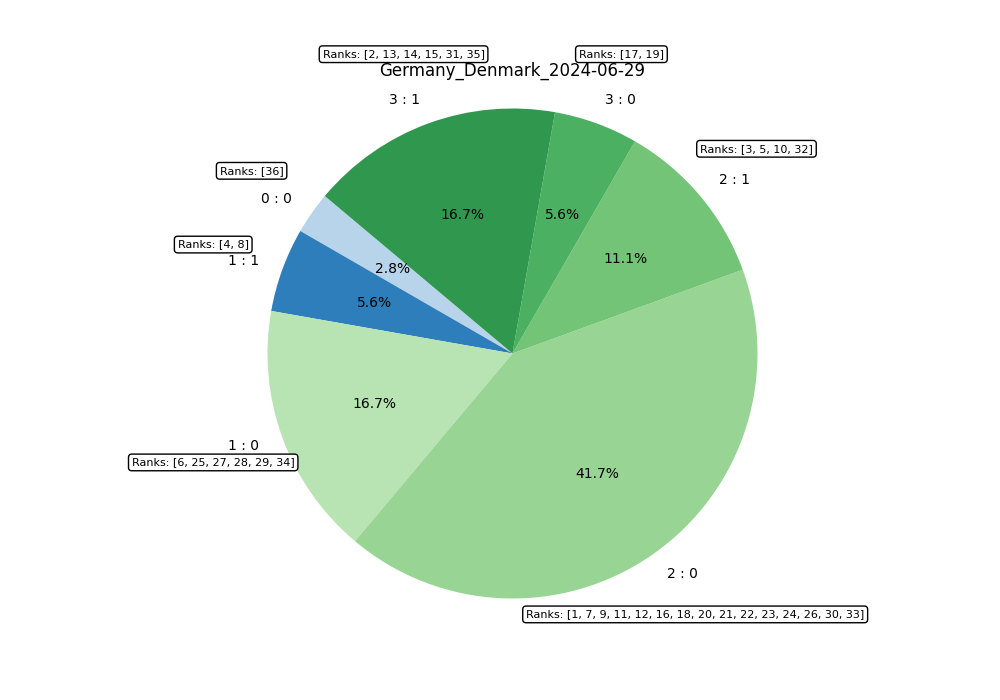 Ranks: [2, 13, 14, 15, 31, 35]
Ranks: [17, 19]
Germany_Denmark_2024-06-29
3 : 1
3 : 0
Ranks: [3, 5, 10, 32]
2 : 1
Ranks: [36]
0 : 0
16.7%
5.6%
Ranks: [4, 8]
1 : 1
11.1%
2.8%
5.6%
16.7%
1 : 0
Ranks: [6, 25, 27, 28, 29, 34]
41.7%
2 : 0
Ranks: [1, 7, 9, 11, 12, 16, 18, 20, 21, 22, 23, 24, 26, 30, 33]